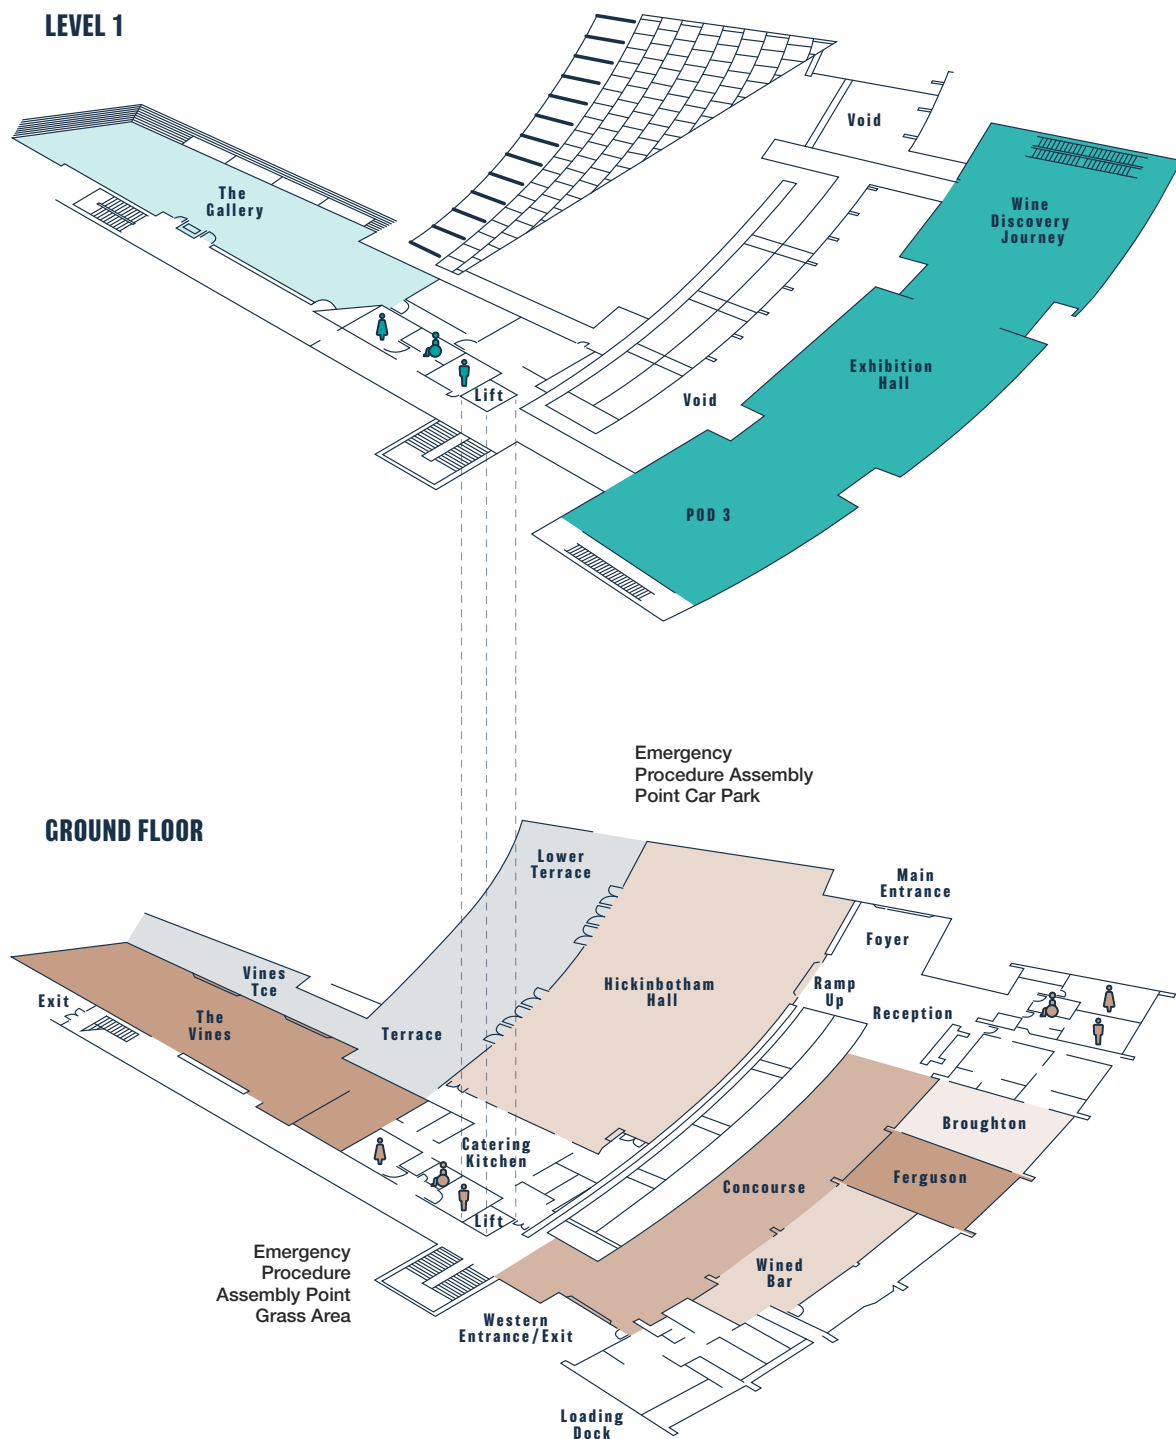 LEVEL 1
Void
The
Gallery
Wine
Discovery
Journey
Exhibition
Hall
Lift
Void
POD 3
Emergency
Procedure Assembly
Point Car Park
GROUND FLOOR
Lower
Terrace
Main
Entrance
Foyer
Vines
Tce
Hickinbotham
Hall
Ramp
Up
Exit
The
Vines
Terrace
Reception
Broughton
Catering
Kitchen
Ferguson
Concourse
Lift
Emergency
Procedure
Assembly Point
Grass Area
Wined
Bar
Western
Entrance/Exit
Loading
Dock